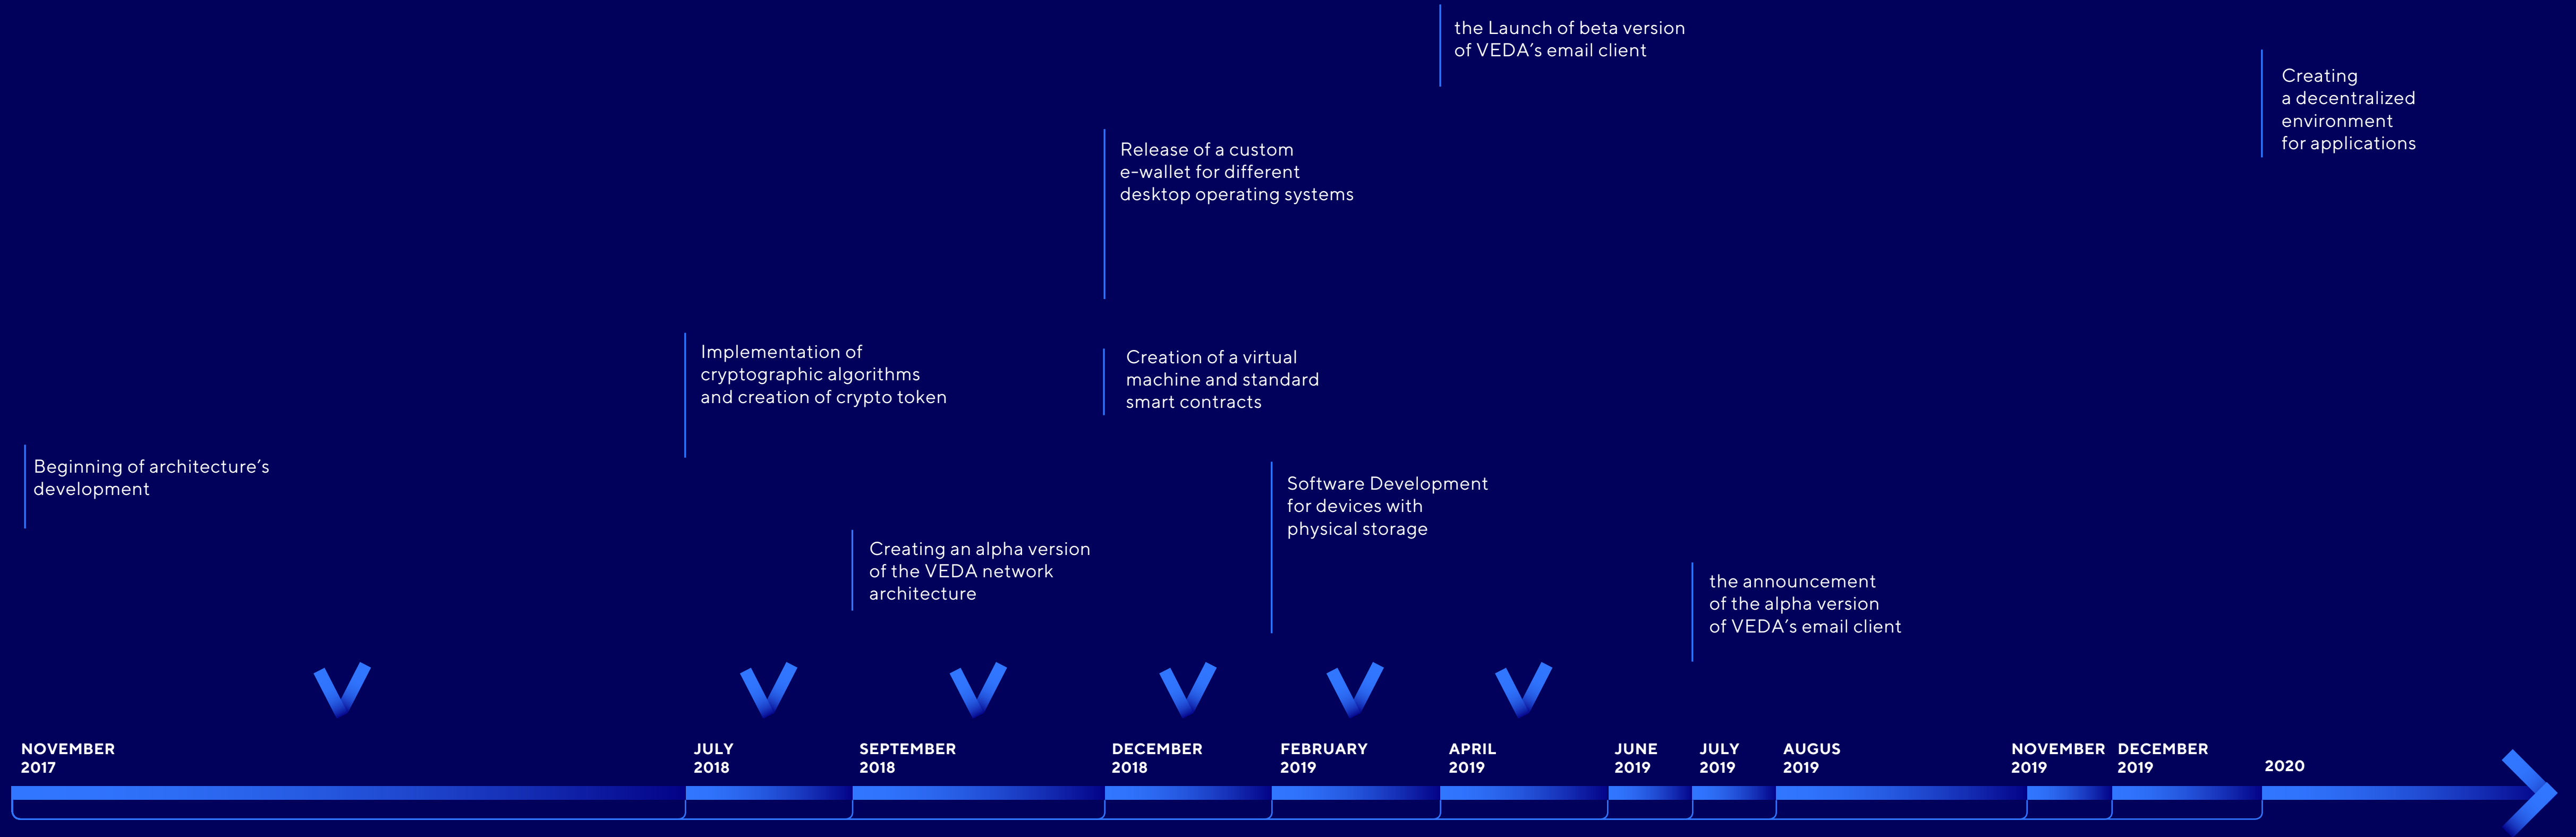 the Launch of beta version
of VEDA’s email client
Creating
a decentralized
environment
for applications
Release of a custom
e-wallet for different
desktop operating systems
Implementation of
cryptographic algorithms
and creation of crypto token
Creation of a virtual
machine and standard
smart contracts
Beginning of architecture’s
development
Software Development
for devices with
physical storage
Creating an alpha version
of the VEDA network
architecture
the announcement
of the alpha version
of VEDA’s email client
NOVEMBER
2017
JULY
2018
SEPTEMBER
2018
DECEMBER
2018
FEBRUARY
2019
APRIL
2019
JUNE
2019
JULY
2019
AUGUS
2019
NOVEMBER
2019
DECEMBER
2019
2020